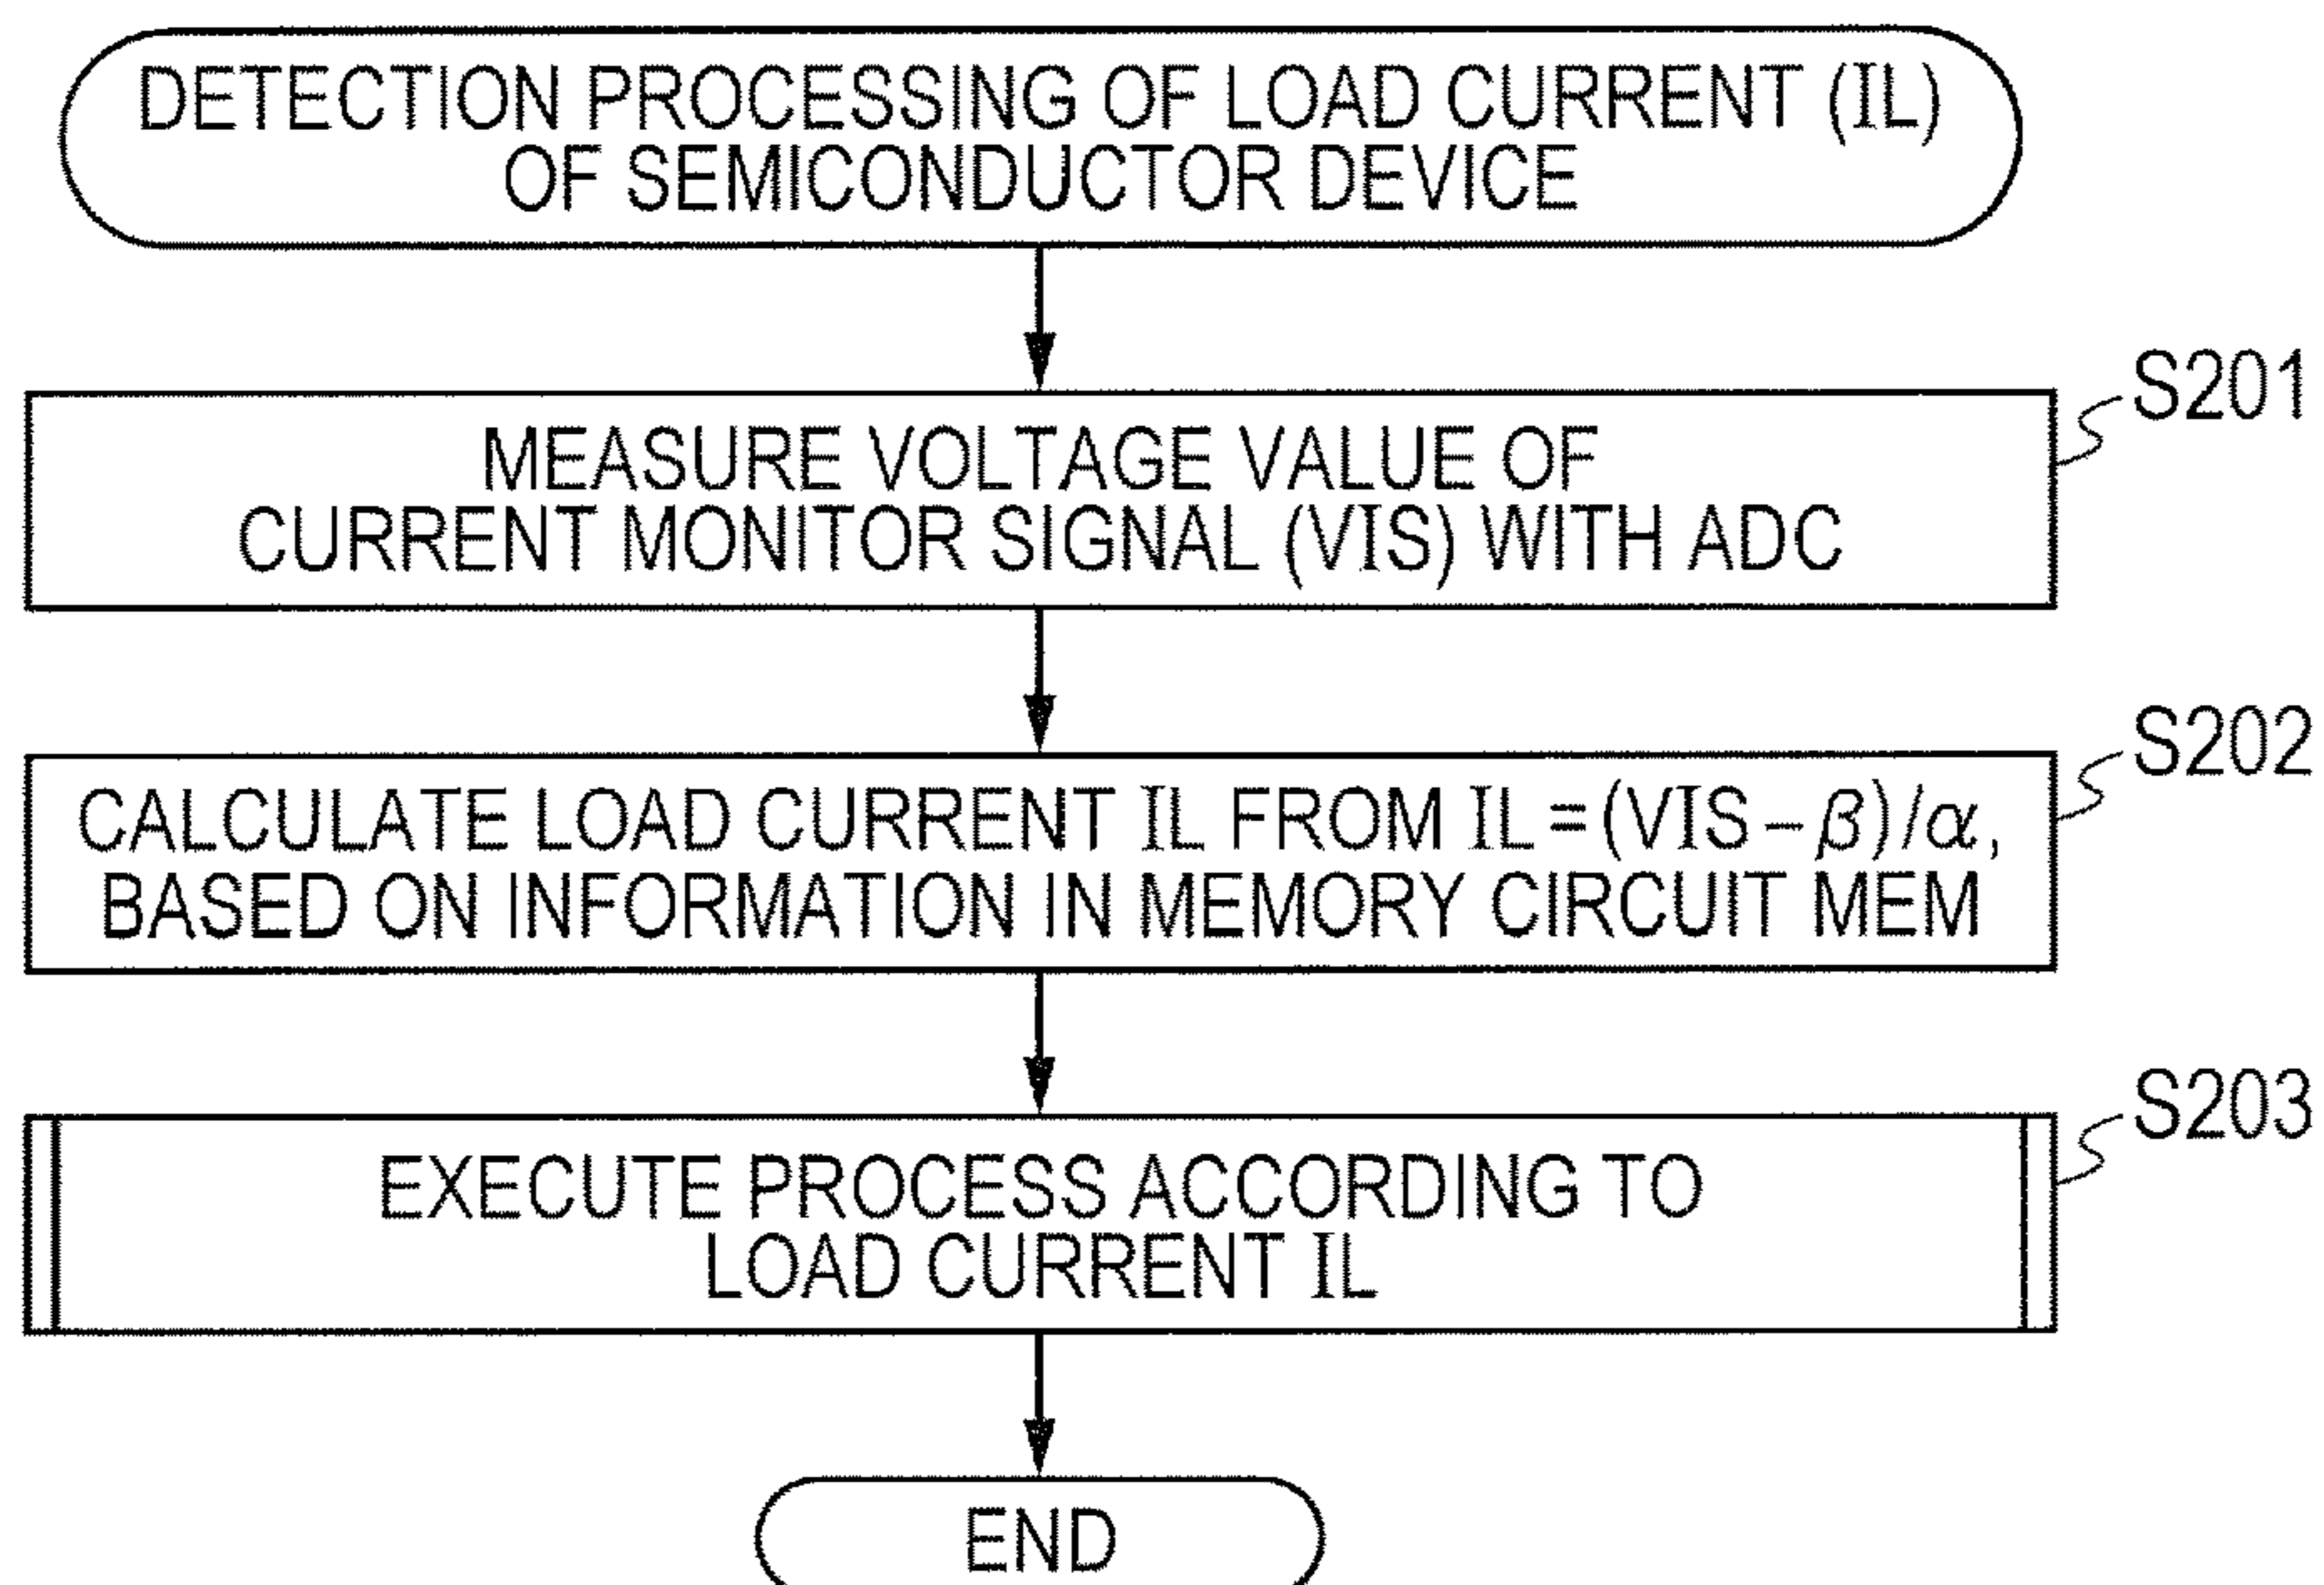 DETECTION PROCESSING OF LOAD CURRENT (IL)
OF SEMICONDUCTOR DEVICE
S201
MEASURE VOLTAGE VALUE OF
CURRENT MONITOR SIGNAL (VIS) WITH ADC
S202
CALCULATE LOAD CURRENT IL FROM IL=(VIS-β)/α,
BASED ON INFORMATION IN MEMORY CIRCUIT MEM
S203
EXECUTE PROCESS ACCORDING TO
LOAD CURRENT IL
END